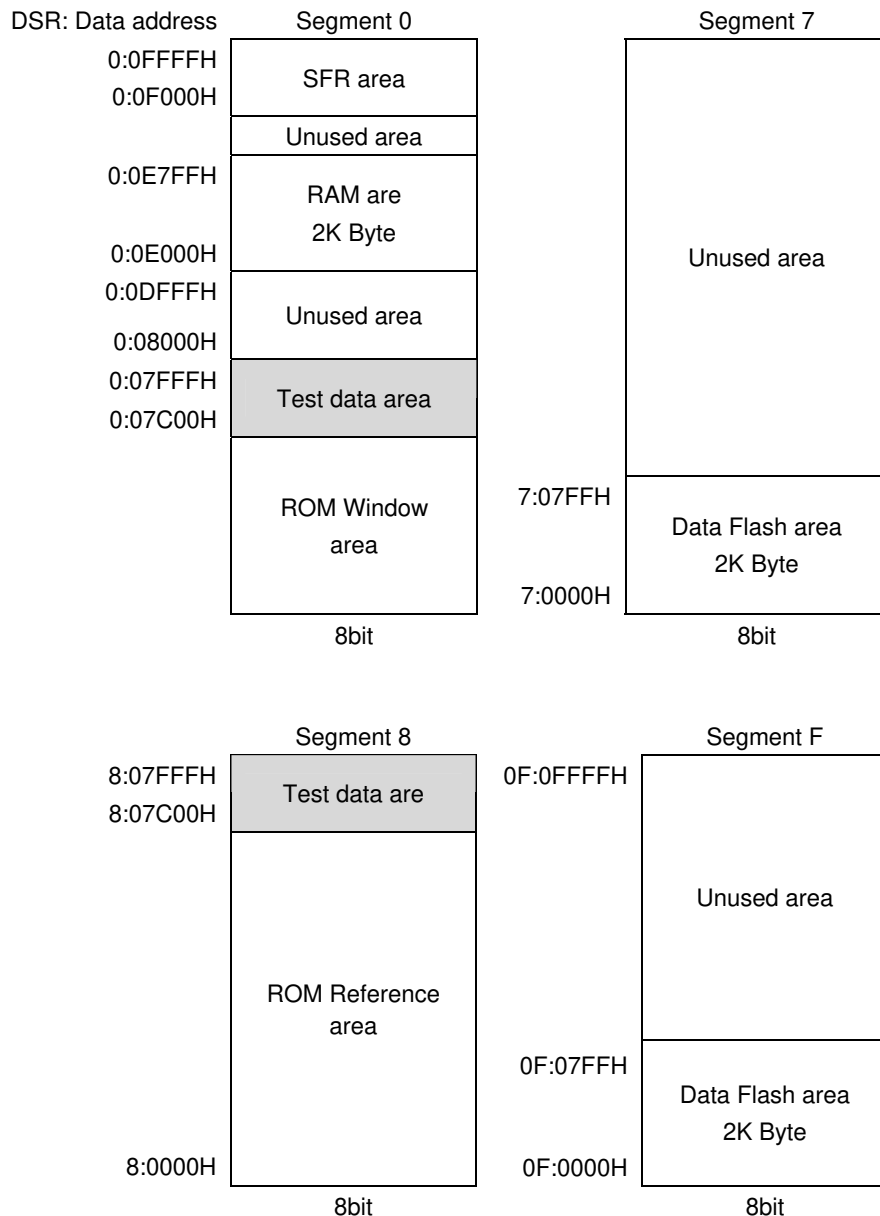 DSR: Data address
Segment 0
0:0FFFFH
SFR area
0:0F000H
Unused area
0:0E7FFH
RAM are
2K Byte
0:0E000H
0:0DFFFH
Unused area
0:08000H
0:07FFFH
Test data area
0:07C00H
ROM Window
area
8bit
Segment 7
Unused area
7:07FFH
Data Flash area
2K Byte
7:0000H
8bit
Segment 8
8:07FFFH
Test data are
8:07C00H
ROM Reference
area
8:0000H
8bit
Segment F
0F:0FFFFH
Unused area
0F:07FFH
Data Flash area
2K Byte
0F:0000H
8bit